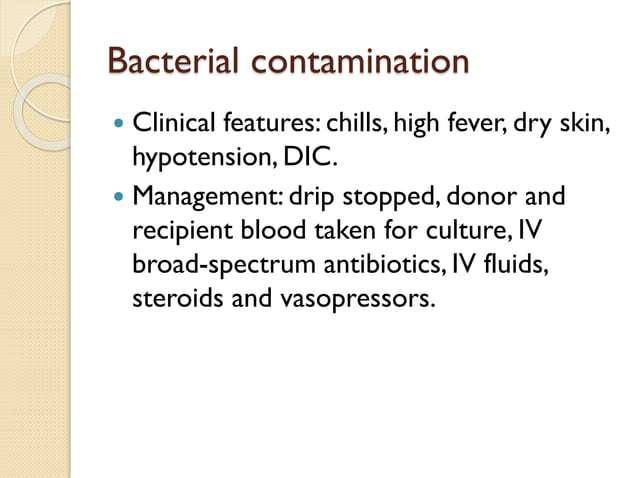 Bacterial contamination
• Clinical features: chills, high fever, dry skin,
hypotension, DIC.
• Management: drip stopped, donor and
recipient blood taken for culture, IV
broad-spectrum antibiotics, IV fluids,
steroids and vasopressors.